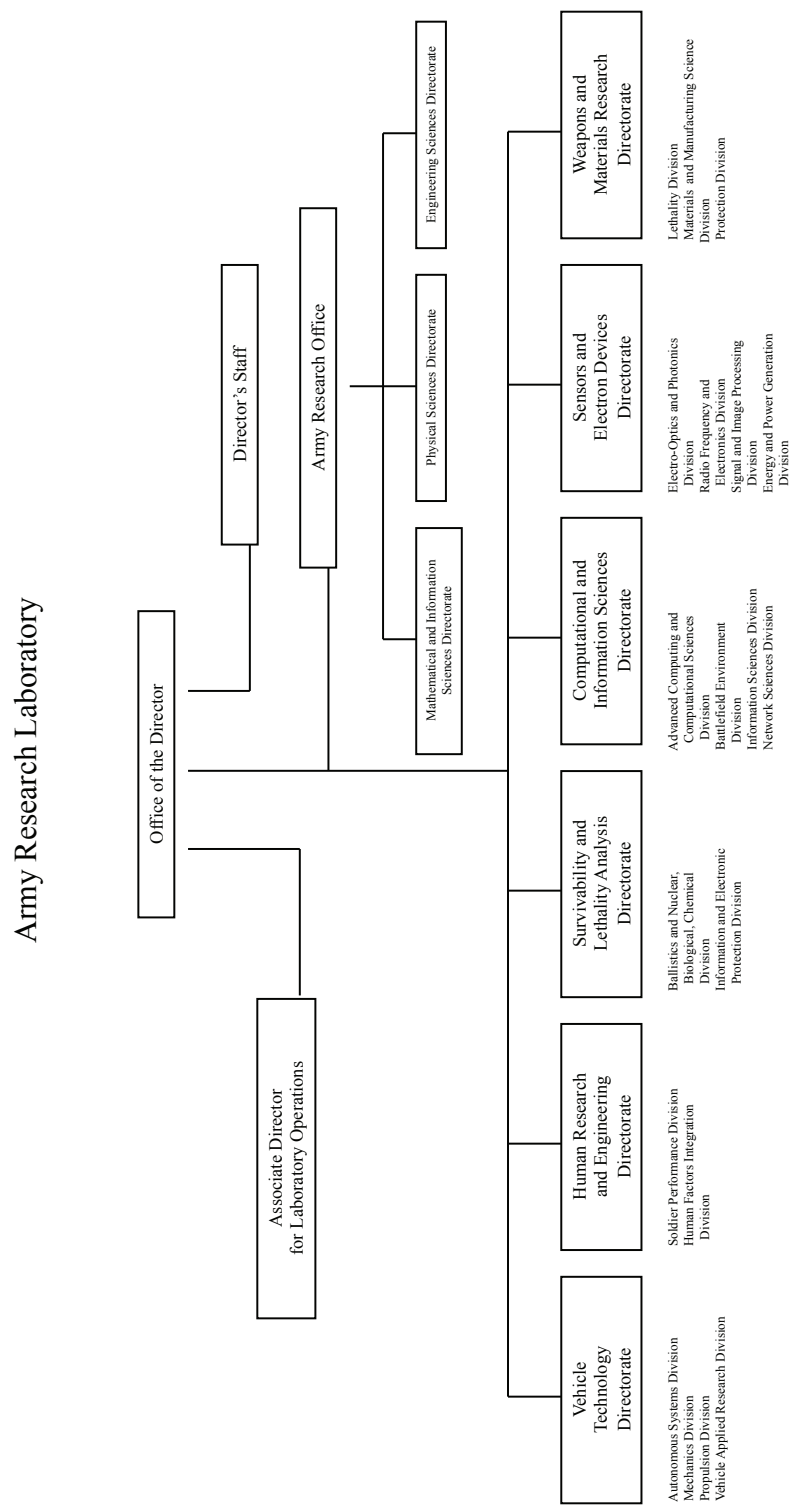 Army Research Laboratory
Office of the Director
Director's Staff
Associate Director
for Laboratory Operations
Army Research Office
Mathematical and Information
Sciences Directorate
Physical Sciences Directorate
Engineering Sciences Directorate
Vehicle
Technology
Directorate
Autonomous Systems Division
Mechanics Division
Propulsion Division
Vehicle Applied Research Division
Human Research
and Engineering
Directorate
Soldier Performance Division
Human Factors Integration
Division
Survivability and
Lethality Analysis
Directorate
Ballistics and Nuclear,
Biological, Chemical
Division
Information and Electronic
Protection Division
Computational and
Information Sciences
Directorate
Advanced Computing and
Computational Sciences
Division
Battlefield Environment
Division
Information Sciences Division
Network Sciences Division
Sensors and
Electron Devices
Directorate
Electro-Optics and Photonics
Division
Radio Frequency and
Electronics Division
Signal and Image Processing
Division
Energy and Power Generation
Division
Weapons and
Materials Research
Directorate
Lethality Division
Materials and Manufacturing Science
Division
Protection Division